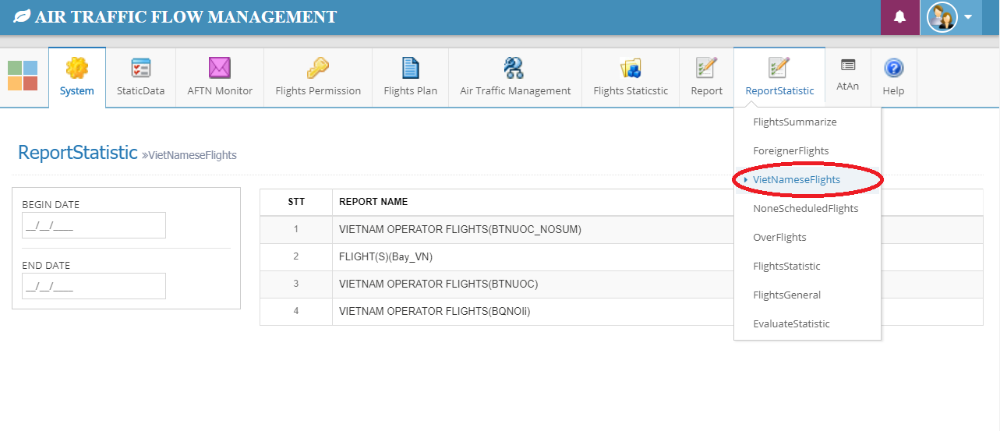 AIR TRAFFIC FLOW MANAGEMENT
System
StaticData
AFTN Monitor
Flights Permission
Flights Plan
Air Traffic Management
Flights Staticstic
Report
ReportStatistic
AtAn
Help
FlightsSummarize
ForeignerFlights
VietNameseFlights
NoneScheduledFlights
OverFlights
FlightsStatistic
FlightsGeneral
EvaluateStatistic
ReportStatistic »VietNameseFlights
BEGIN DATE
__/__/____
END DATE
__/__/____
STT REPORT NAME
1 VIETNAM OPERATOR FLIGHTS(BTNUOC_NOSUM)
2 FLIGHT(S)(Bay_VN)
3 VIETNAM OPERATOR FLIGHTS(BTNUOC)
4 VIETNAM OPERATOR FLIGHTS(BQNOIi)